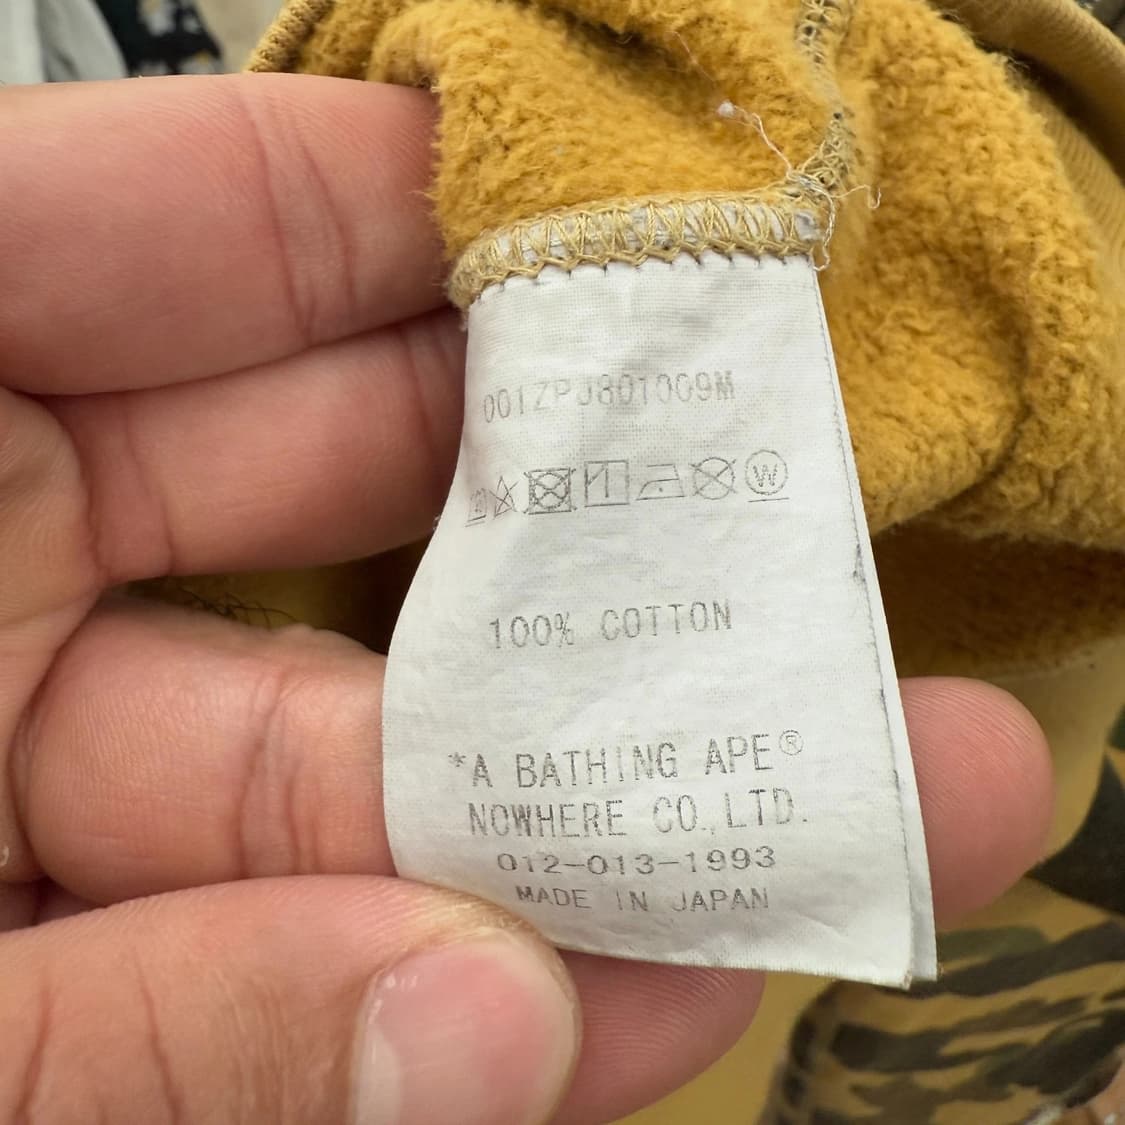 001ZPJ801009M
W
100% COTTON
*A BATHING APE®
NOWHERE CO.,LTD.
012-013-1993
MADE IN JAPAN